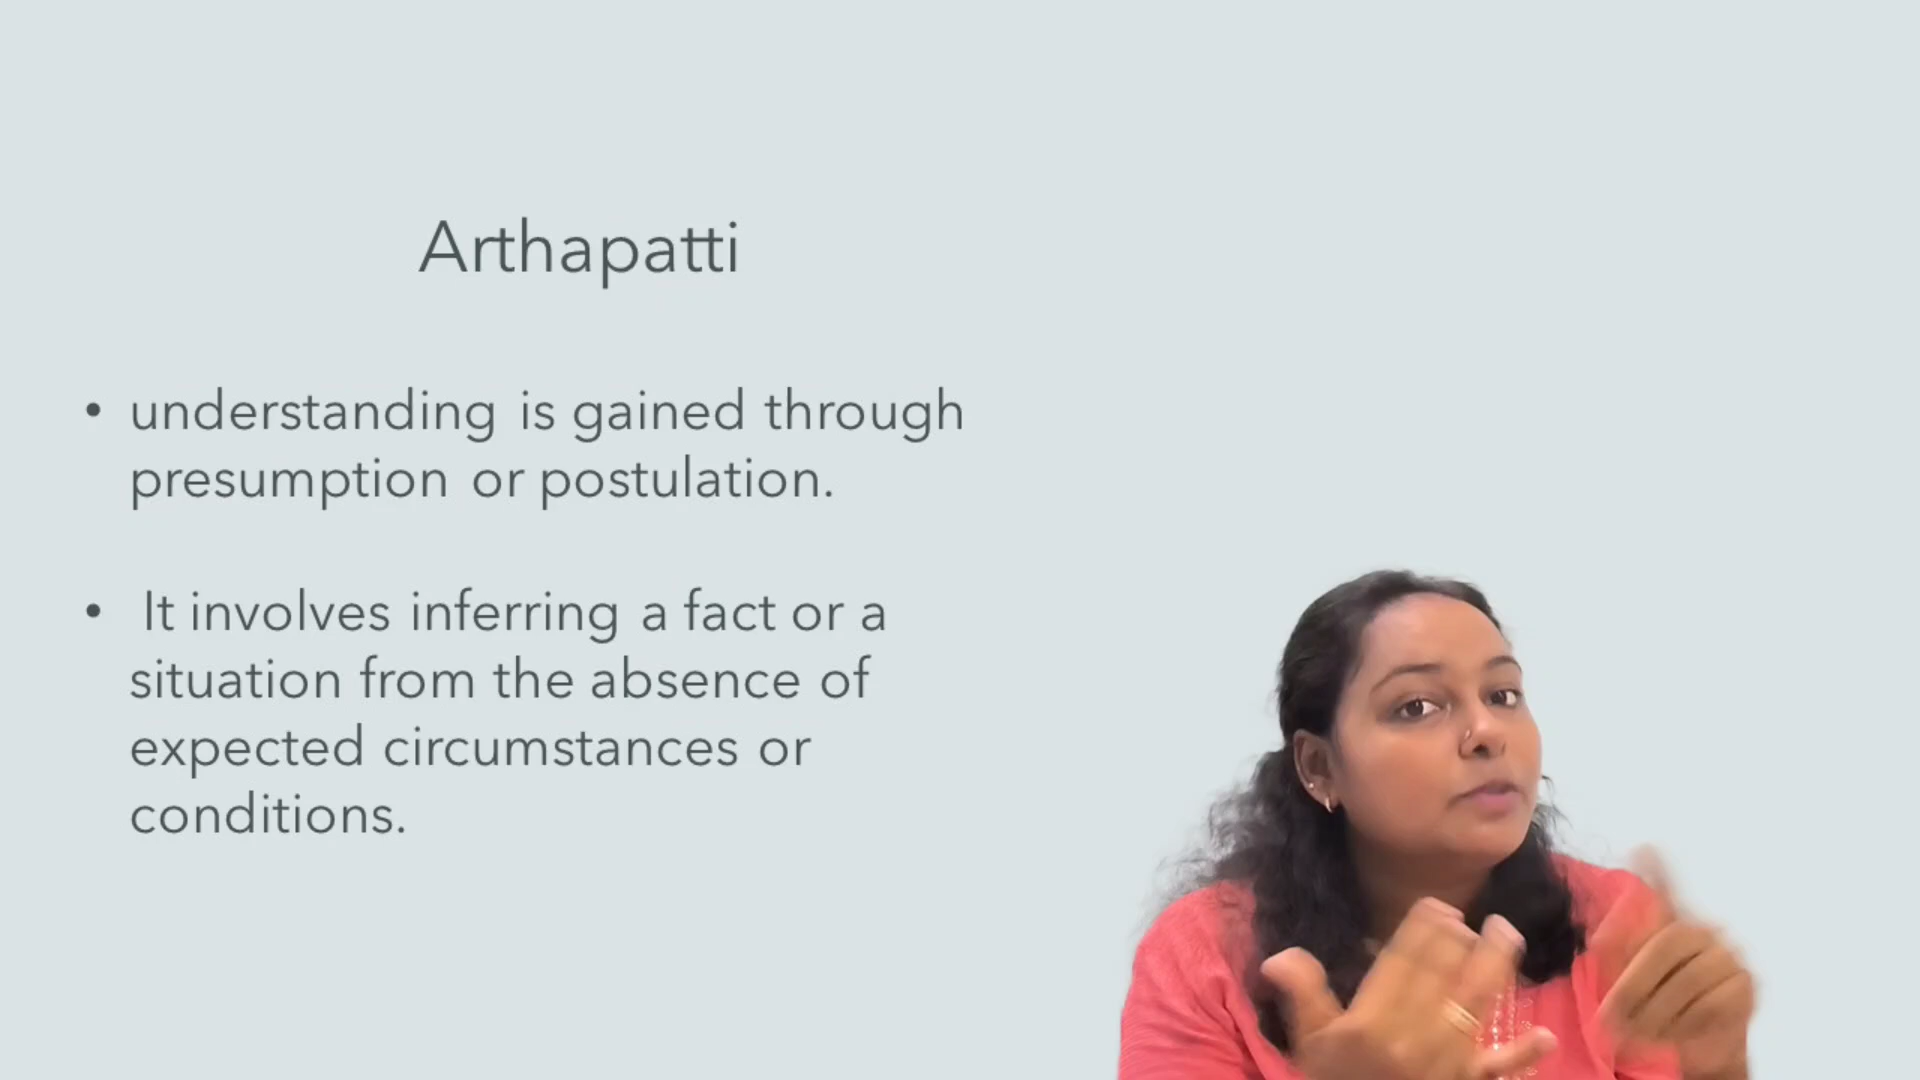 Arthapatti
• understanding is gained through
presumption or postulation.
• It involves inferring a fact or a
situation from the absence of
expected circumstances or
conditions.